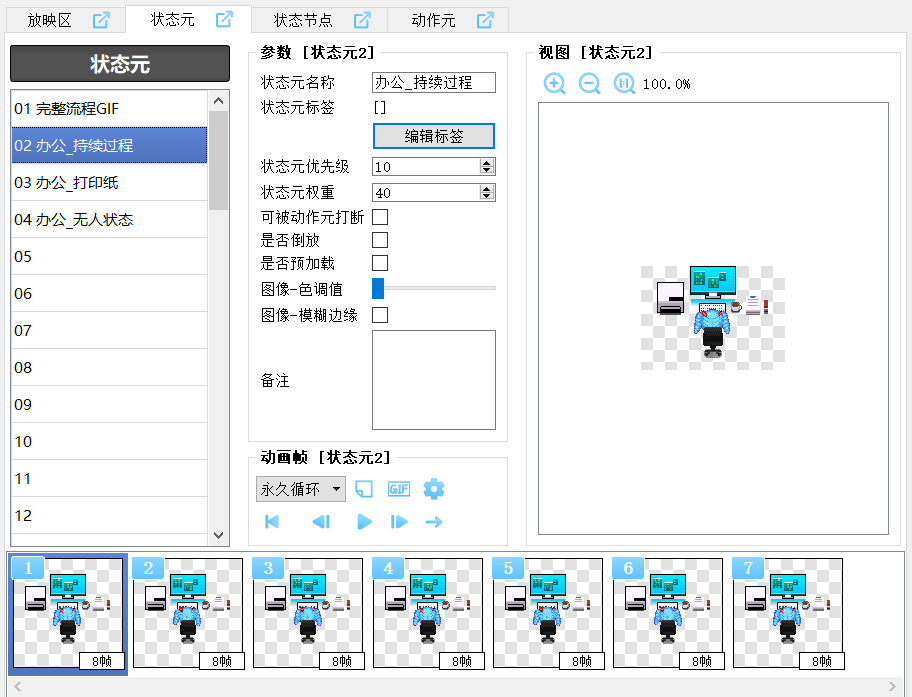 放映区
状态元
状态节点
动作元
状态元
01 完整流程GIF
02 办公_持续过程
03 办公_打印纸
04 办公_无人状态
05
06
07
08
09
10
11
12
参数 [状态元2]
状态元名称 办公_持续过程
状态元标签 []
编辑标签
状态元优先级 10
状态元权重 40
可被动作元打断
是否倒放
是否预加载
图像-色调值
图像-模糊边缘
备注
动画帧 [状态元2]
永久循环 GIF
视图 [状态元2]
1:1 100.0%
1 8帧
2 8帧
3 8帧
4 8帧
5 8帧
6 8帧
7 8帧